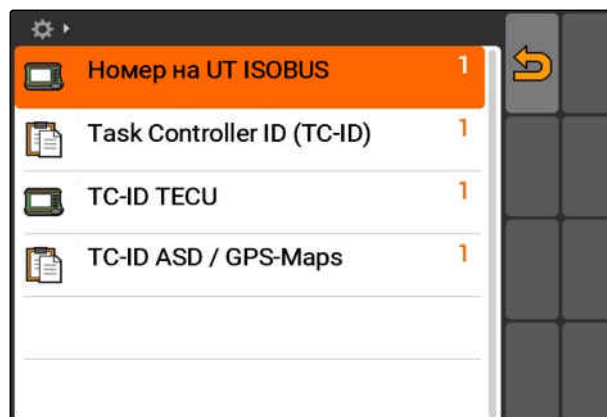 Номер на UT ISOBUS 1
Task Controller ID (TC-ID) 1
TC-ID TECU 1
TC-ID ASD / GPS-Maps 1